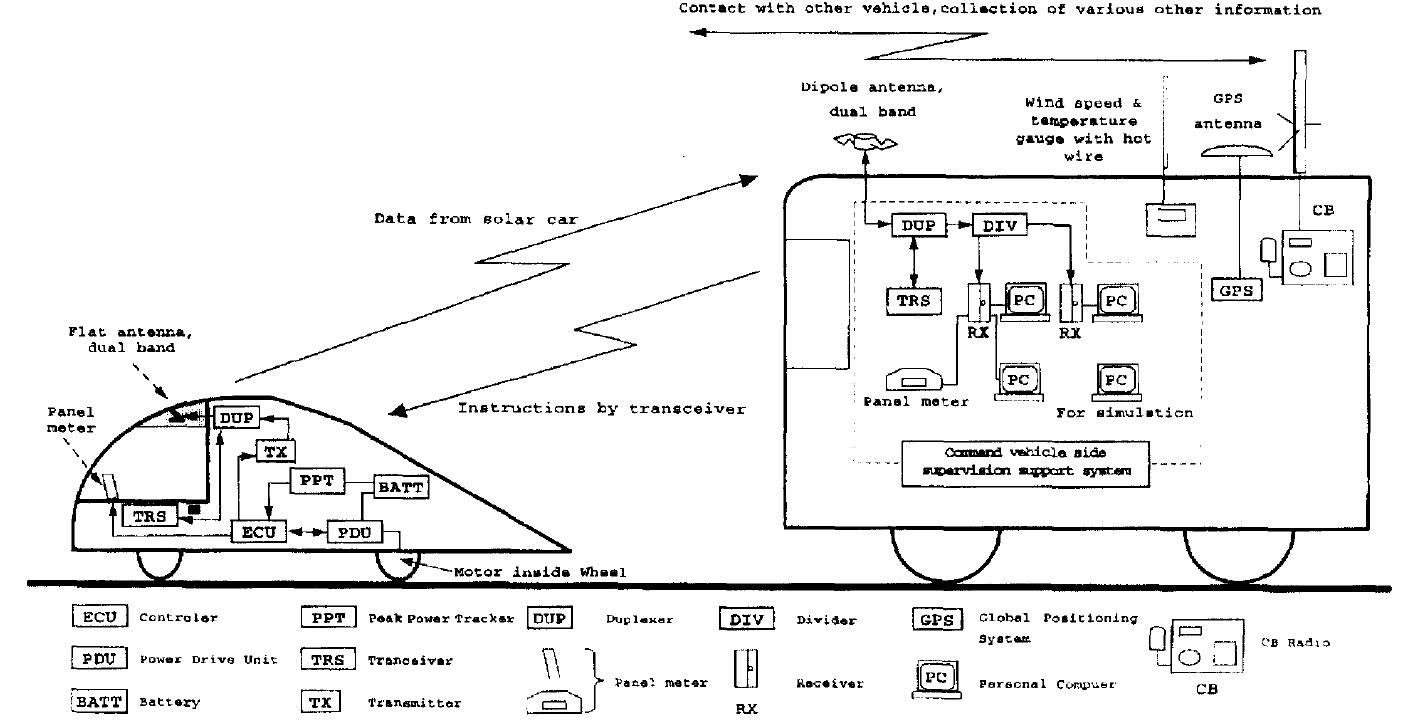 Contact with other vehicle,collection of various other information
Dipole antenna,
dual band
Wind speed &
temperature
gauge with hot
wire
GPS
antenna
Data from solar car
CB
DUP
DIV
TRS
PC
PC
GPS
RX
RX
Flat antenna,
dual band
PC
PC
Panel meter
For simulation
Instructions by transceiver
Panel
meter
DUP
TX
Command vehicle side
supervision support system
PPT
BATT
TRS
ECU
PDU
Motor inside Wheel
ECU Controler
PPT Peak Power Tracker
DUP Duplexer
DIV Divider
GPS Global Positioning
System
PDU Power Drive Unit
TRS Tranceiver
Panel meter
Receiver
RX
PC Personal Compuer
CB Radio
CB
BATT Battery
TX Transmitter